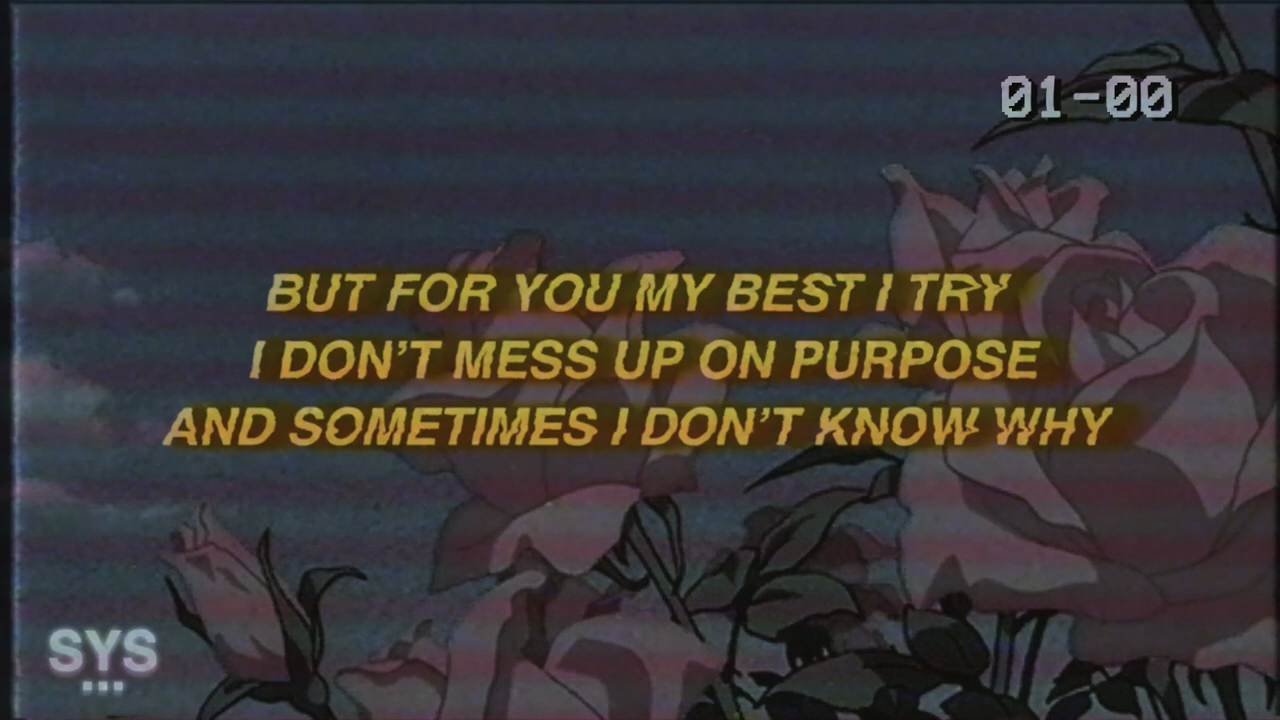 01-00
BUT FOR YOU MY BEST I TRY
I DON’T MESS UP ON PURPOSE
AND SOMETIMES I DON’T KNOW WHY
SYS